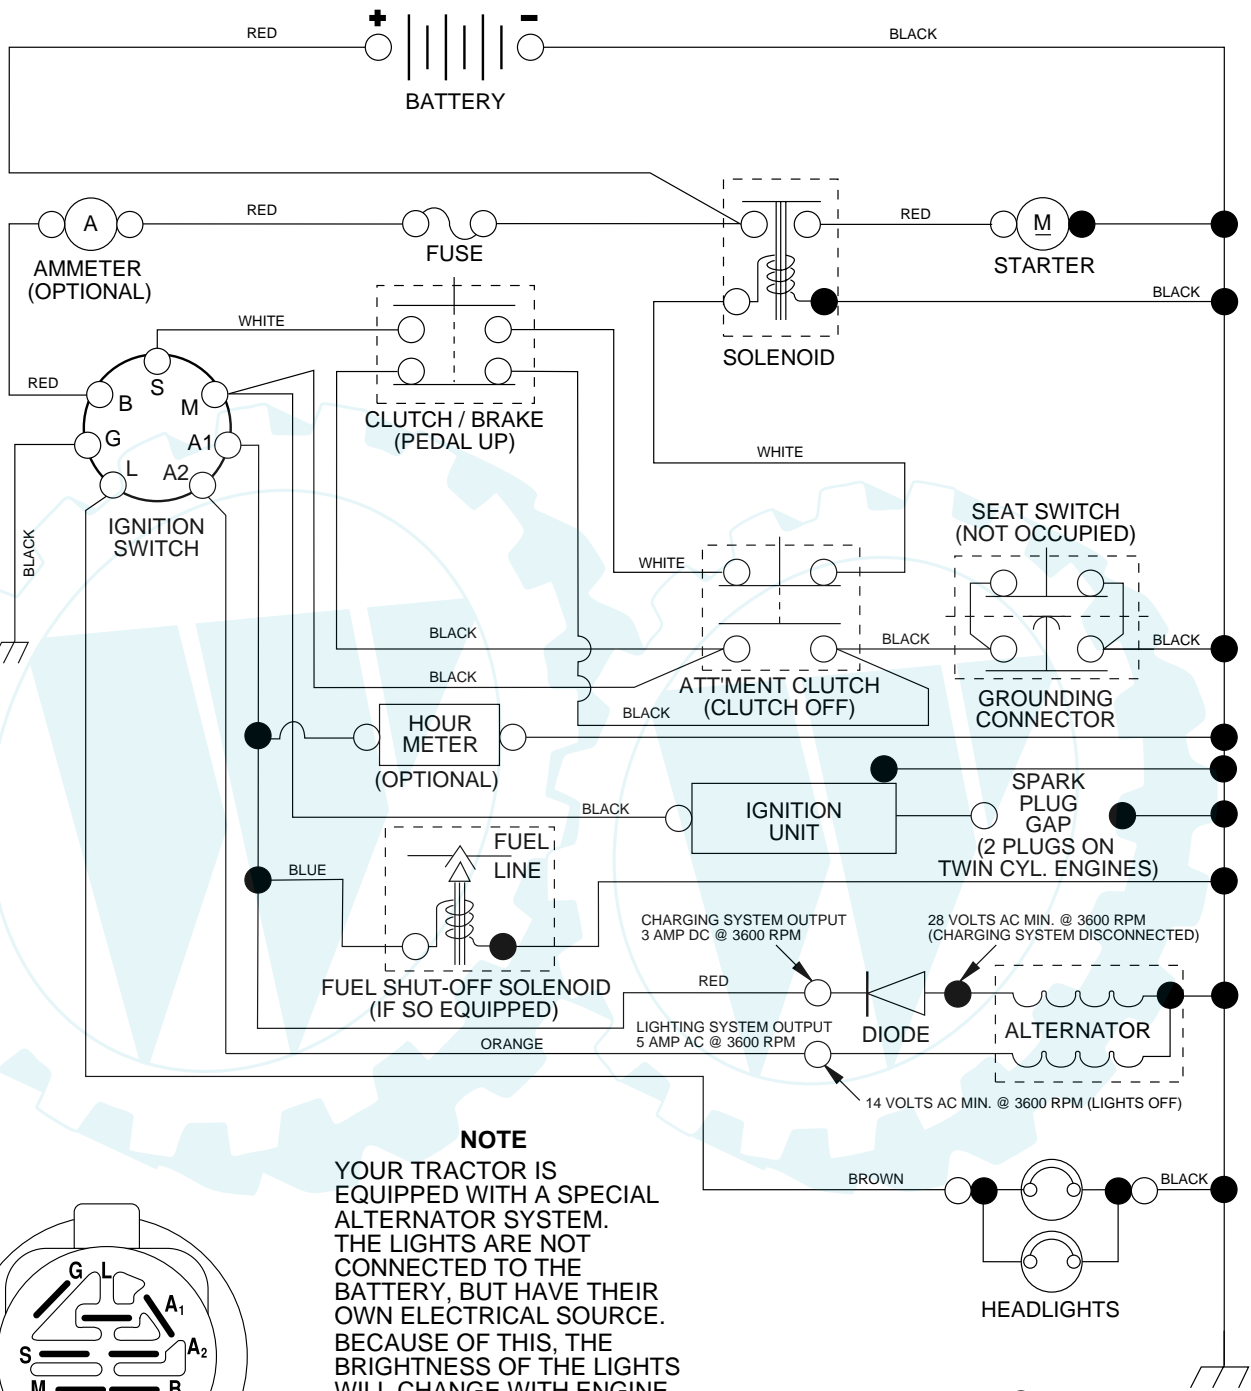 +
-
RED
BLACK
BATTERY
A
RED
RED
M
FUSE
AMMETER
(OPTIONAL)
STARTER
BLACK
WHITE
SOLENOID
RED
S
B
M
CLUTCH / BRAKE
(PEDAL UP)
G
A1
L
A2
WHITE
IGNITION
SWITCH
SEAT SWITCH
(NOT OCCUPIED)
BLACK
WHITE
BLACK
BLACK
BLACK
BLACK
ATT'MENT CLUTCH
(CLUTCH OFF)
GROUNDING
CONNECTOR
BLACK
HOUR
METER
(OPTIONAL)
BLACK
IGNITION
UNIT
SPARK
PLUG
GAP
(2 PLUGS ON
TWIN CYL. ENGINES)
FUEL
LINE
BLUE
CHARGING SYSTEM OUTPUT
3 AMP DC @ 3600 RPM
28 VOLTS AC MIN. @ 3600 RPM
(CHARGING SYSTEM DISCONNECTED)
FUEL SHUT-OFF SOLENOID
(IF SO EQUIPPED)
RED
DIODE
ALTERNATOR
LIGHTING SYSTEM OUTPUT
5 AMP AC @ 3600 RPM
ORANGE
14 VOLTS AC MIN. @ 3600 RPM (LIGHTS OFF)
NOTE
YOUR TRACTOR IS
EQUIPPED WITH A SPECIAL
ALTERNATOR SYSTEM.
THE LIGHTS ARE NOT
CONNECTED TO THE
BATTERY, BUT HAVE THEIR
OWN ELECTRICAL SOURCE.
BECAUSE OF THIS, THE
BRIGHTNESS OF THE LIGHTS
WILL CHANGE WITH ENGINE
BROWN
BLACK
HEADLIGHTS
G
L
A1
A2
S
M
B